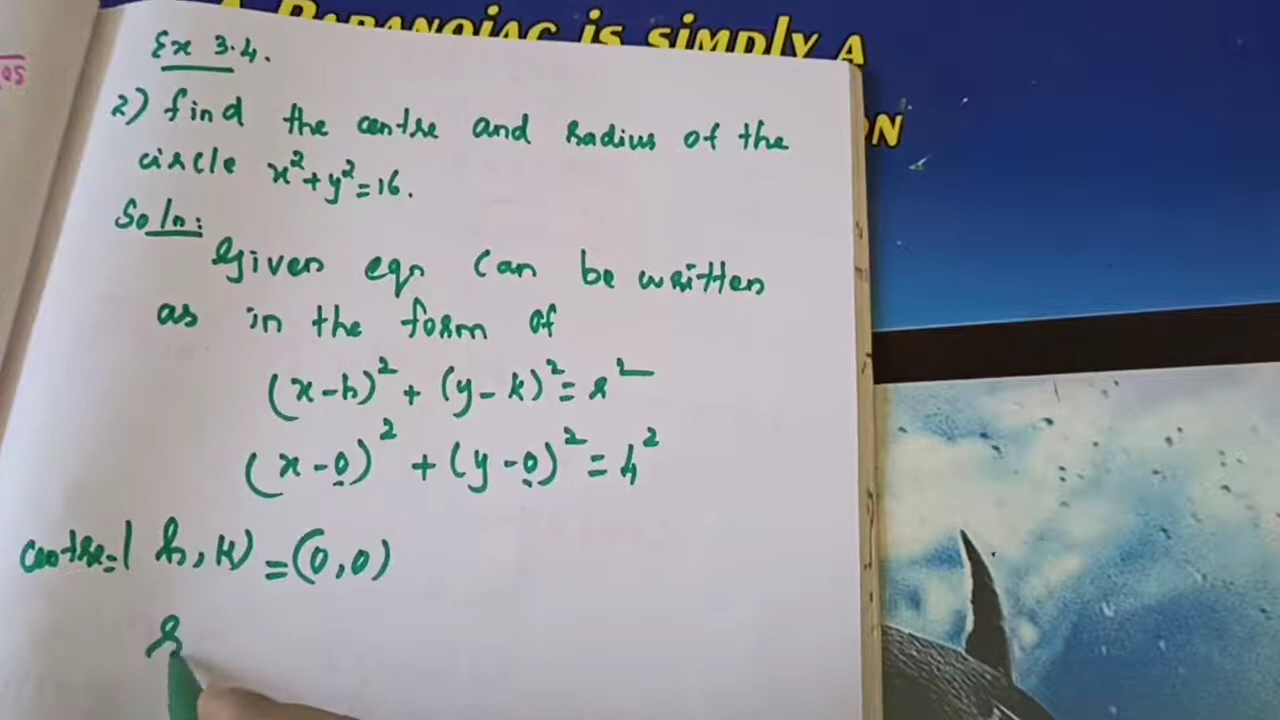 A PARANOIAC IS SIMPLY A
ON
05
Ex 3.4.
2) find the centre and radius of the
circle x²+y²=16.
Soln:
Given eqn can be written
as in the form of
(x-h)² + (y-k)² = r²
(x-0)² + (y-0)² = 4²
centre=( h, k) = (0,0)
r